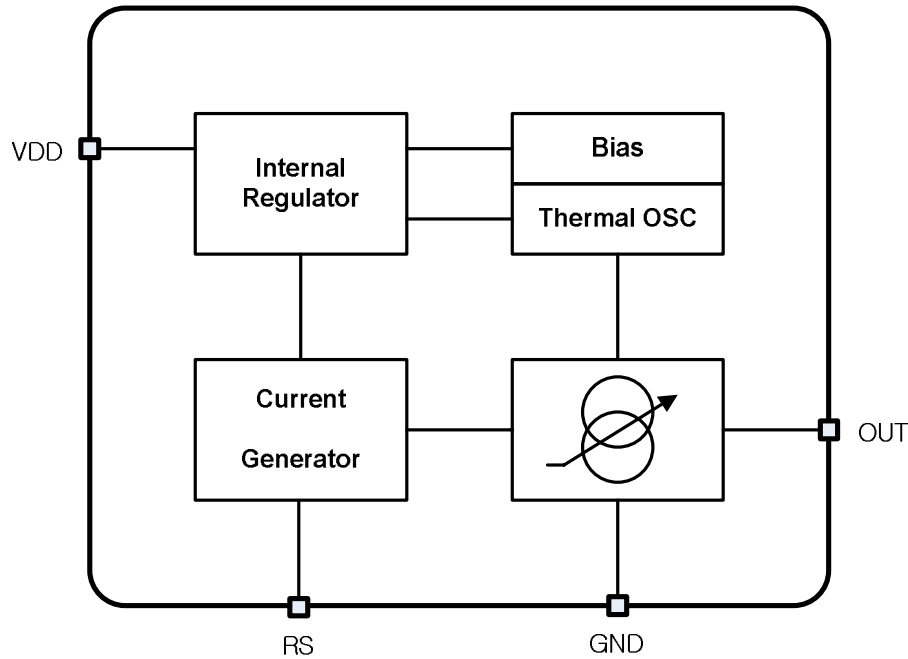 VDD
Internal
Regulator
Bias
Thermal OSC
Current
Generator
OUT
RS
GND